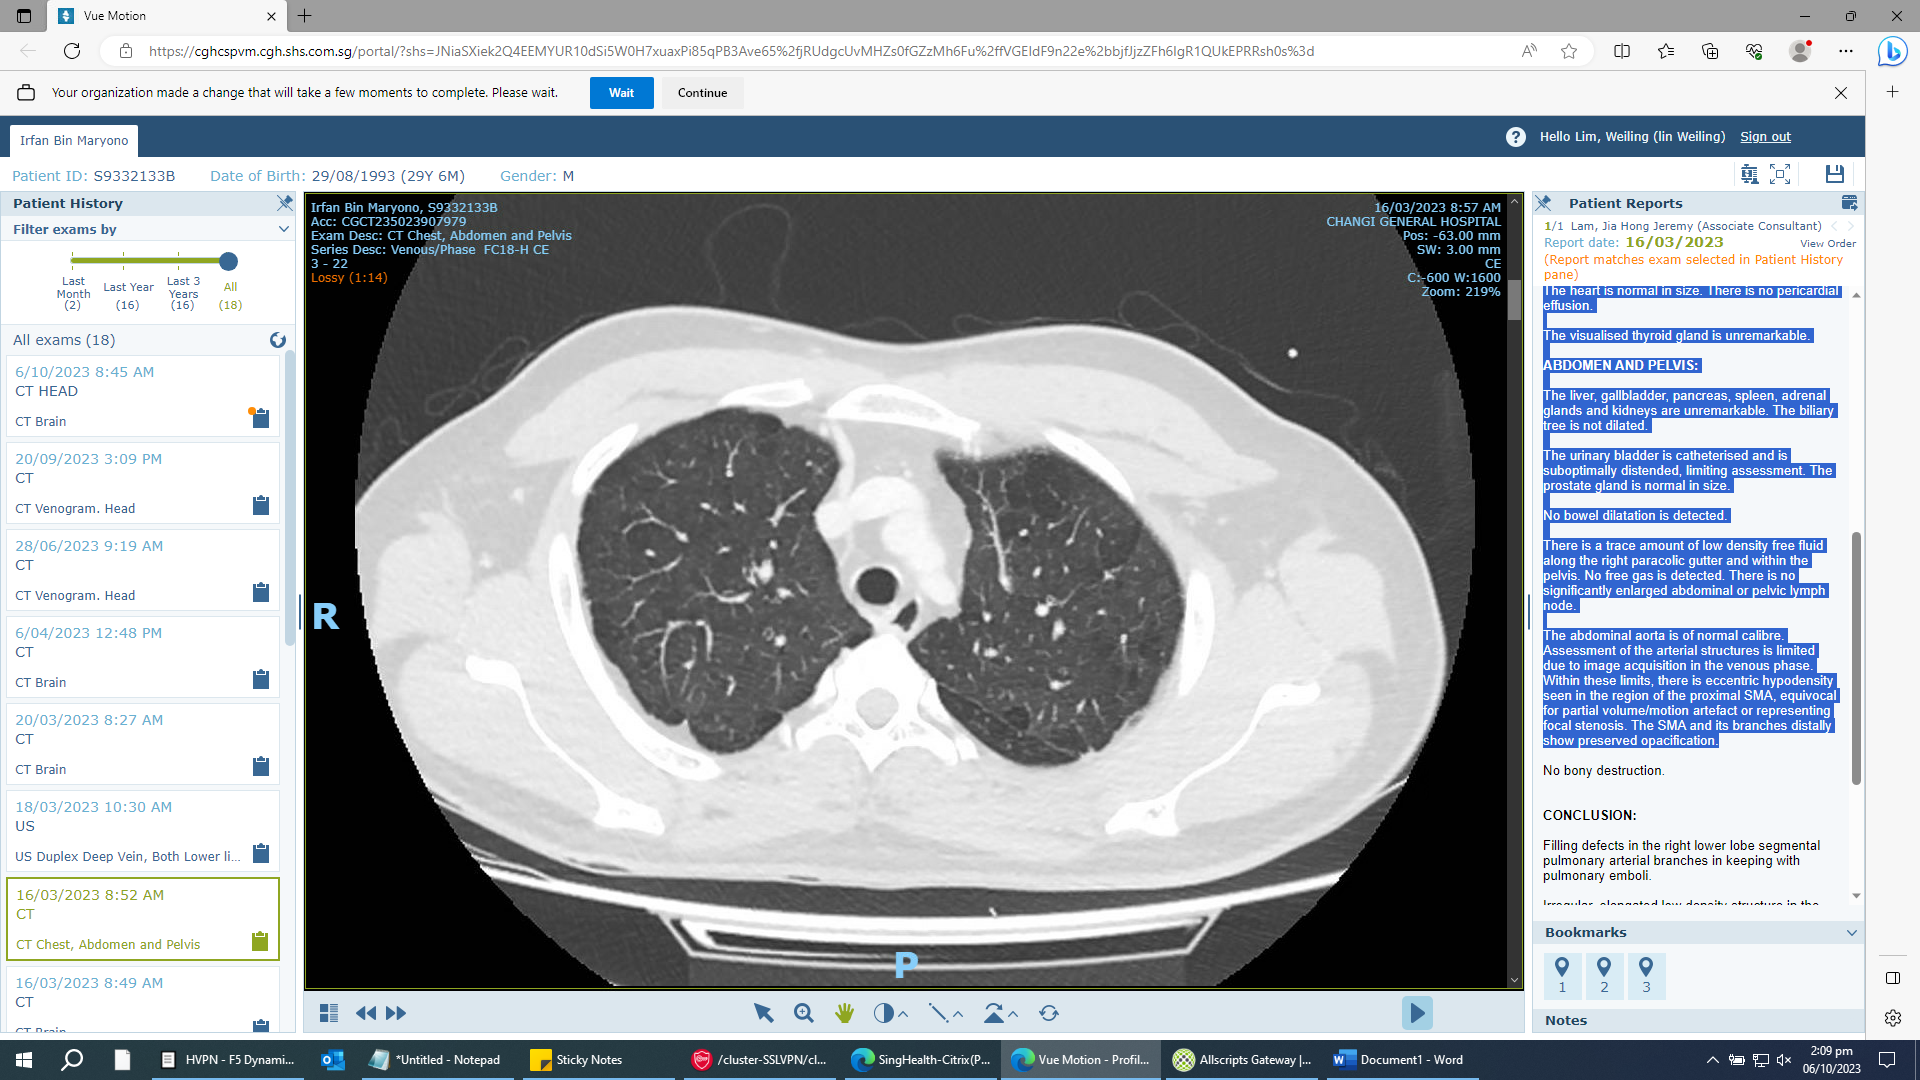 Vue Motion
https://cghcspvm.cgh.shs.com.sg/portal/?shs=JNiaSXiek2Q4EEMYUR10dSi5W0H7xuaxPi85qPB3Ave65%2fjRUdgcUvMHZs0fGZzMh6Fu%2ffVGEIdF9n22e%2bbjfJjzZFh6IgR1QUkEPRRsh0s%3d
Your organization made a change that will take a few moments to complete. Please wait.
Wait
Continue
Irfan Bin Maryono
Hello Lim, Weiling (lin Weiling)
Sign out
Patient ID: S9332133B
Date of Birth: 29/08/1993 (29Y 6M)
Gender: M
Patient History
Filter exams by
Last Month (2)
Last Year (16)
Last 3 Years (16)
All (18)
All exams (18)
6/10/2023 8:45 AM
CT HEAD
CT Brain
20/09/2023 3:09 PM
CT
CT Venogram. Head
28/06/2023 9:19 AM
CT
CT Venogram. Head
6/04/2023 12:48 PM
CT
CT Brain
20/03/2023 8:27 AM
CT
CT Brain
18/03/2023 10:30 AM
US
US Duplex Deep Vein, Both Lower li...
16/03/2023 8:52 AM
CT
CT Chest, Abdomen and Pelvis
16/03/2023 8:49 AM
CT
CT Brain
Irfan Bin Maryono, S9332133B
Acc: CGCT235023907979
Exam Desc: CT Chest, Abdomen and Pelvis
Series Desc: Venous/Phase FC18-H CE
3 - 22
Lossy (1:14)
16/03/2023 8:57 AM
CHANGI GENERAL HOSPITAL
Pos: -63.00 mm
SW: 3.00 mm
CE
C:-600 W:1600
Zoom: 219%
R
P
Patient Reports
1/1 Lam, Jia Hong Jeremy (Associate Consultant)
Report date: 16/03/2023
View Order
(Report matches exam selected in Patient History
pane)
The heart is normal in size. There is no pericardial
effusion.
The visualised thyroid gland is unremarkable.
ABDOMEN AND PELVIS:
The liver, gallbladder, pancreas, spleen, adrenal
glands and kidneys are unremarkable. The biliary
tree is not dilated.
The urinary bladder is catheterised and is
suboptimally distended, limiting assessment. The
prostate gland is normal in size.
No bowel dilatation is detected.
There is a trace amount of low density free fluid
along the right paracolic gutter and within the
pelvis. No free gas is detected. There is no
significantly enlarged abdominal or pelvic lymph
node.
The abdominal aorta is of normal calibre.
Assessment of the arterial structures is limited
due to image acquisition in the venous phase.
Within these limits, there is eccentric hypodensity
seen in the region of the proximal SMA, equivocal
for partial volume/motion artefact or representing
focal stenosis. The SMA and its branches distally
show preserved opacification.
No bony destruction.
CONCLUSION:
Filling defects in the right lower lobe segmental
pulmonary arterial branches in keeping with
pulmonary emboli.
Irregular, elongated low density structure in the
Bookmarks
1
2
3
Notes
HVPN - F5 Dynami...
*Untitled - Notepad
Sticky Notes
/cluster-SSLVPN/cl...
SingHealth-Citrix(P...
Vue Motion - Profil...
Allscripts Gateway |...
Document1 - Word
2:09 pm
06/10/2023